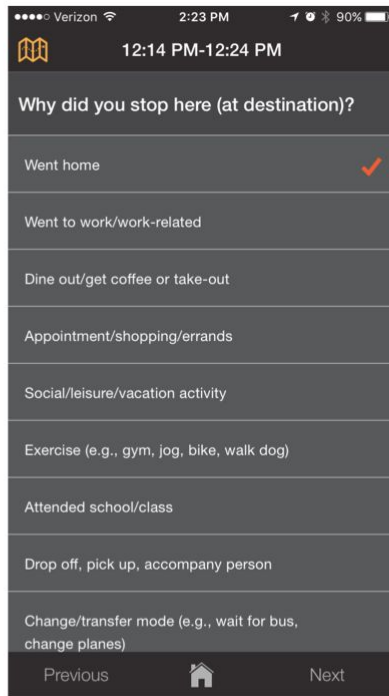 Verizon 2:23 PM 90%
12:14 PM-12:24 PM
Why did you stop here (at destination)?
Went home
Went to work/work-related
Dine out/get coffee or take-out
Appointment/shopping/errands
Social/leisure/vacation activity
Exercise (e.g., gym, jog, bike, walk dog)
Attended school/class
Drop off, pick up, accompany person
Change/transfer mode (e.g., wait for bus,
change planes)
Previous Next